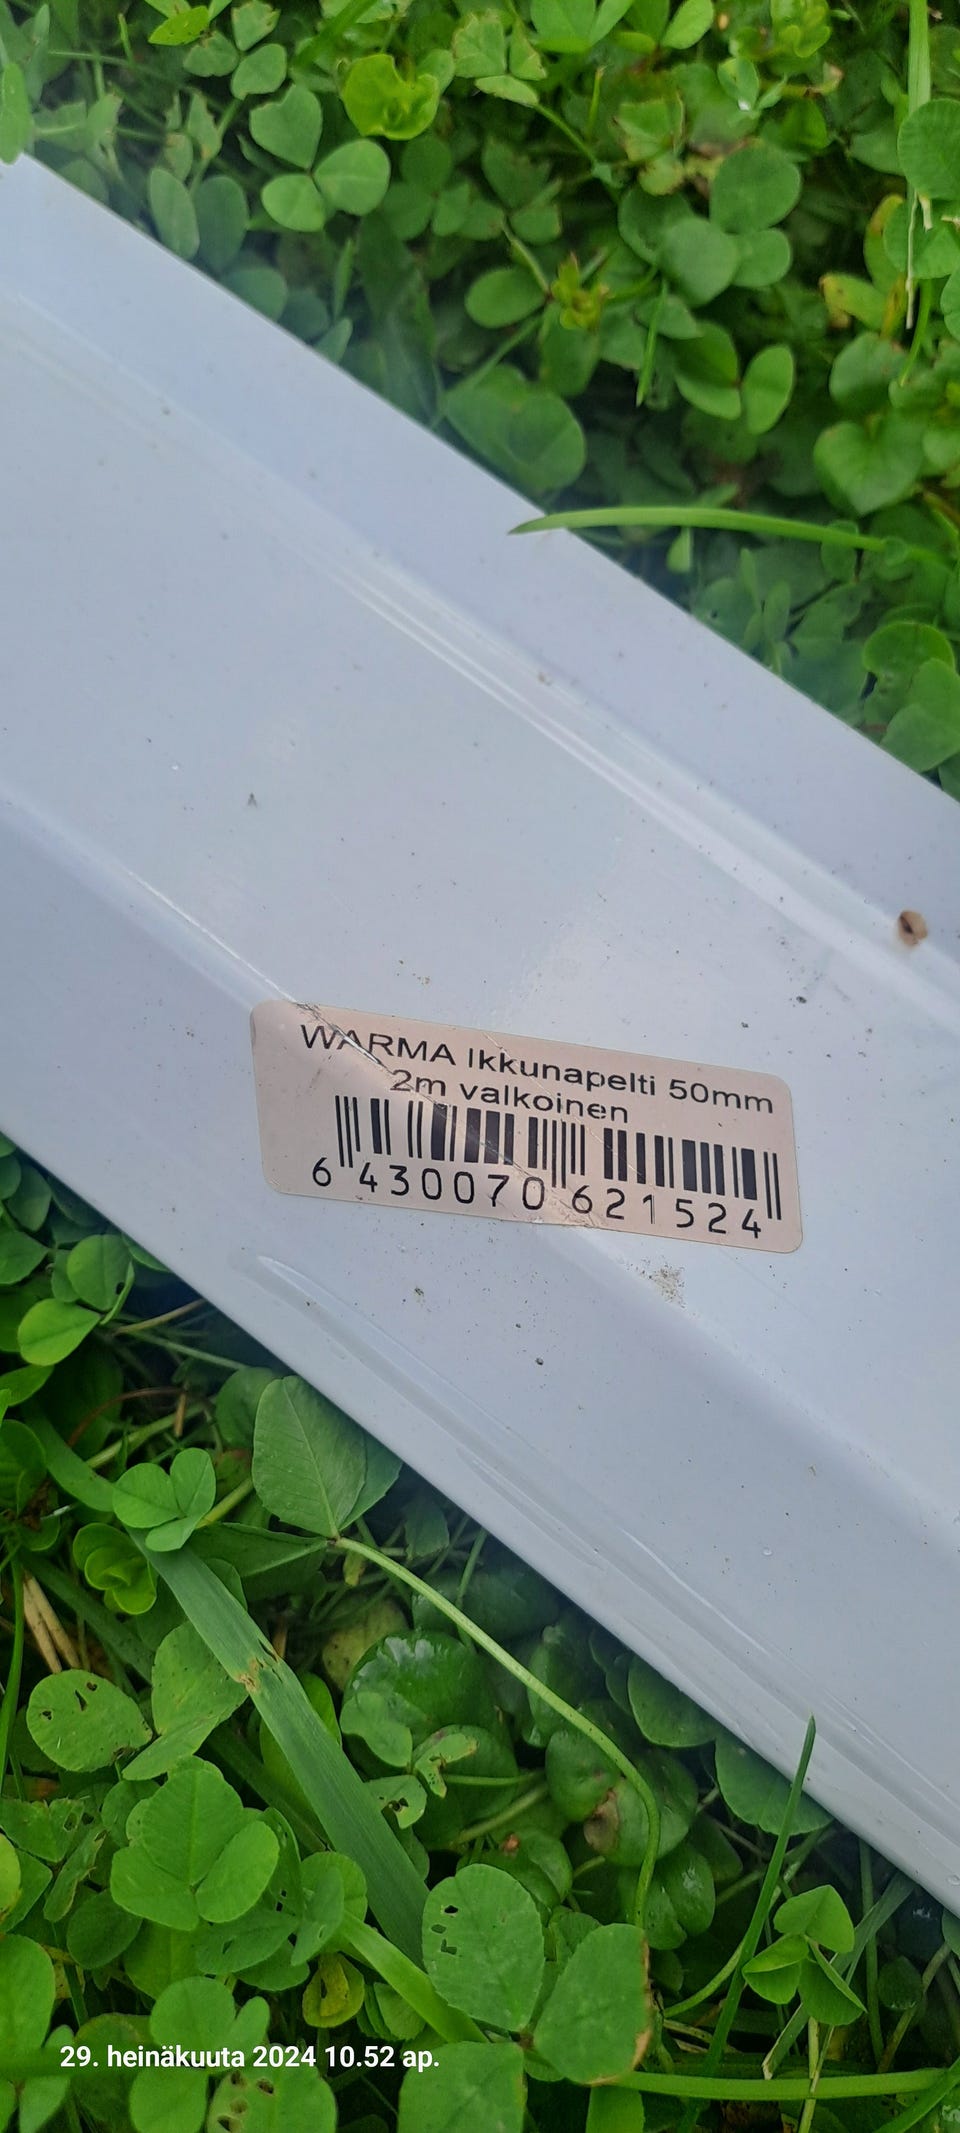 WARMA Ikkunapelti 50mm
2m valkoinen
6 430070 621524
29. heinäkuuta 2024 10.52 ap.